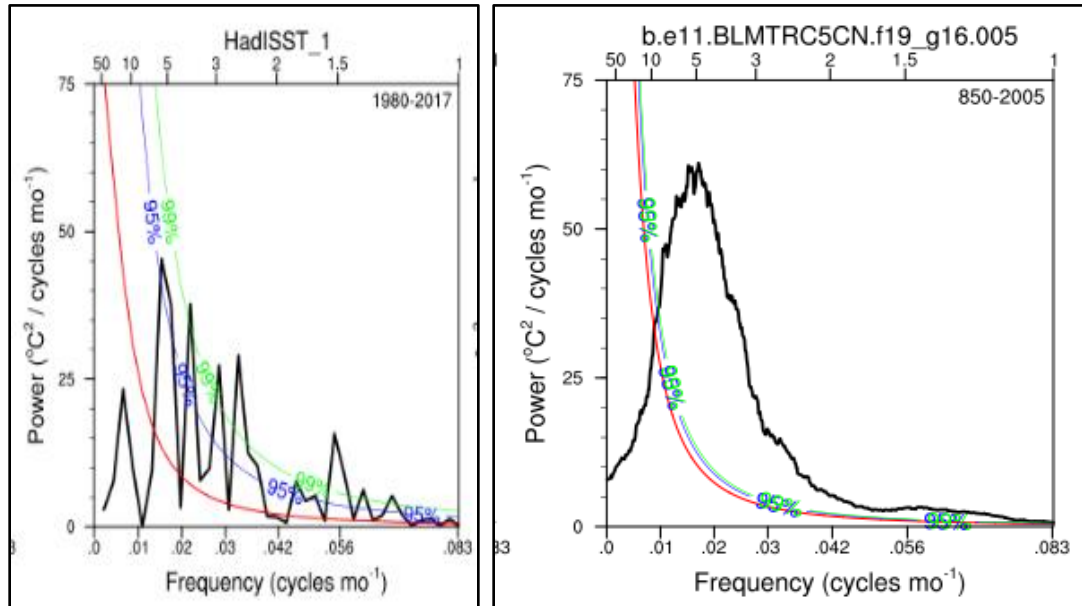 HadISST_1
50 10 5 3 2 1.5 1
1980-2017
75
50
25
0
Power (°C² / cycles mo⁻¹)
95%
99%
99%
95%
99%
95%
95%
.0 .01 .02 .03 .042 .056 .083
Frequency (cycles mo⁻¹)
b.e11.BLMTRC5CN.f19_g16.005
50 10 5 3 2 1.5 1
850-2005
75
50
25
0
Power (°C² / cycles mo⁻¹)
95%
95%
95%
95%
.0 .01 .02 .03 .042 .056 .083
Frequency (cycles mo⁻¹)